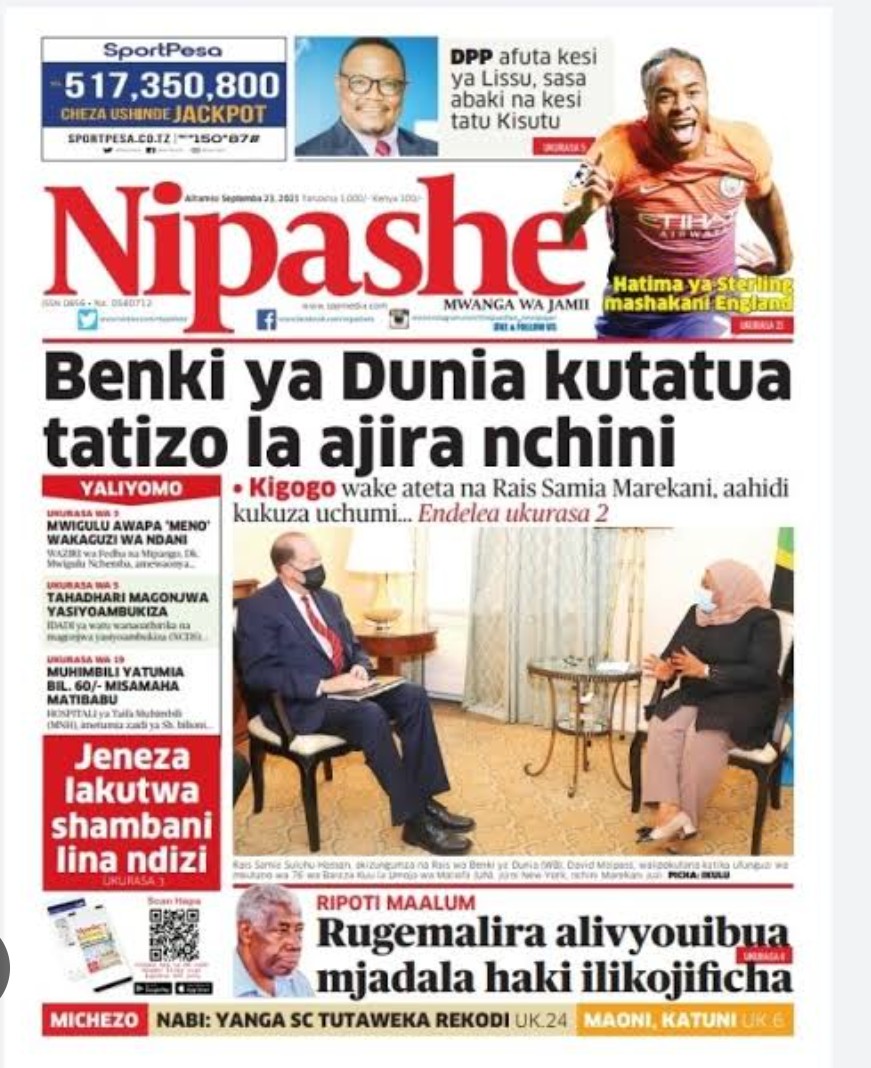 SportPesa
517,350,800
CHEZA USHINDE JACKPOT
SPORTPESA.CO.TZ *150*87#
DPP afuta kesi
ya Lissu, sasa
abaki na kesi
tatu Kisutu
UKURASA 5
Nipashe
Alhamisi Septemba 23, 2021 Tanzania 1,000/- Kenya 100/-
ISSN 0856 - Na. 0580712
www.ippmedia.com
MWANGA WA JAMII
LIKE & FOLLOW US
Hatima ya Sterling
mashakani England
UKURASA 21
Benki ya Dunia kutatua
tatizo la ajira nchini
• Kigogo wake ateta na Rais Samia Marekani, aahidi
kukuza uchumi... Endelea ukurasa 2
YALIYOMO
UKURASA WA 3
MWIGULU AWAPA 'MENO'
WAKAGUZI WA NDANI
WAZIRI wa Fedha na Mipango, Dk.
Mwigulu Nchemba, amewaonya...
UKURASA WA 5
TAHADHARI MAGONJWA
YASIYOAMBUKIZA
IDADI ya watu wanaoathirika na
magonjwa yasiyoambukiza (NCDS)...
UKURASA WA 19
MUHIMBILI YATUMIA
BIL. 60/- MISAMAHA
MATIBABU
HOSPITALI ya Taifa Muhimbili
(MNH), imetumia zaidi ya Sh. bilioni...
Jeneza
lakutwa
shambani
lina ndizi
UKURASA 3
Rais Samia Suluhu Hassan, akizungumza na Rais wa Benki ya Dunia (WB), David Malpass, walipokutana katika ufunguzi wa
mkutano wa 76 wa Baraza Kuu la Umoja wa Mataifa (UN), jijini New York, nchini Marekani juzi. PICHA: IKULU
Scan Hapa
RIPOTI MAALUM
Rugemalira alivyouibua
mjadala haki ilikojificha
MICHEZO NABI: YANGA SC TUTAWEKA REKODI UK.24 MAONI, KATUNI UK.6